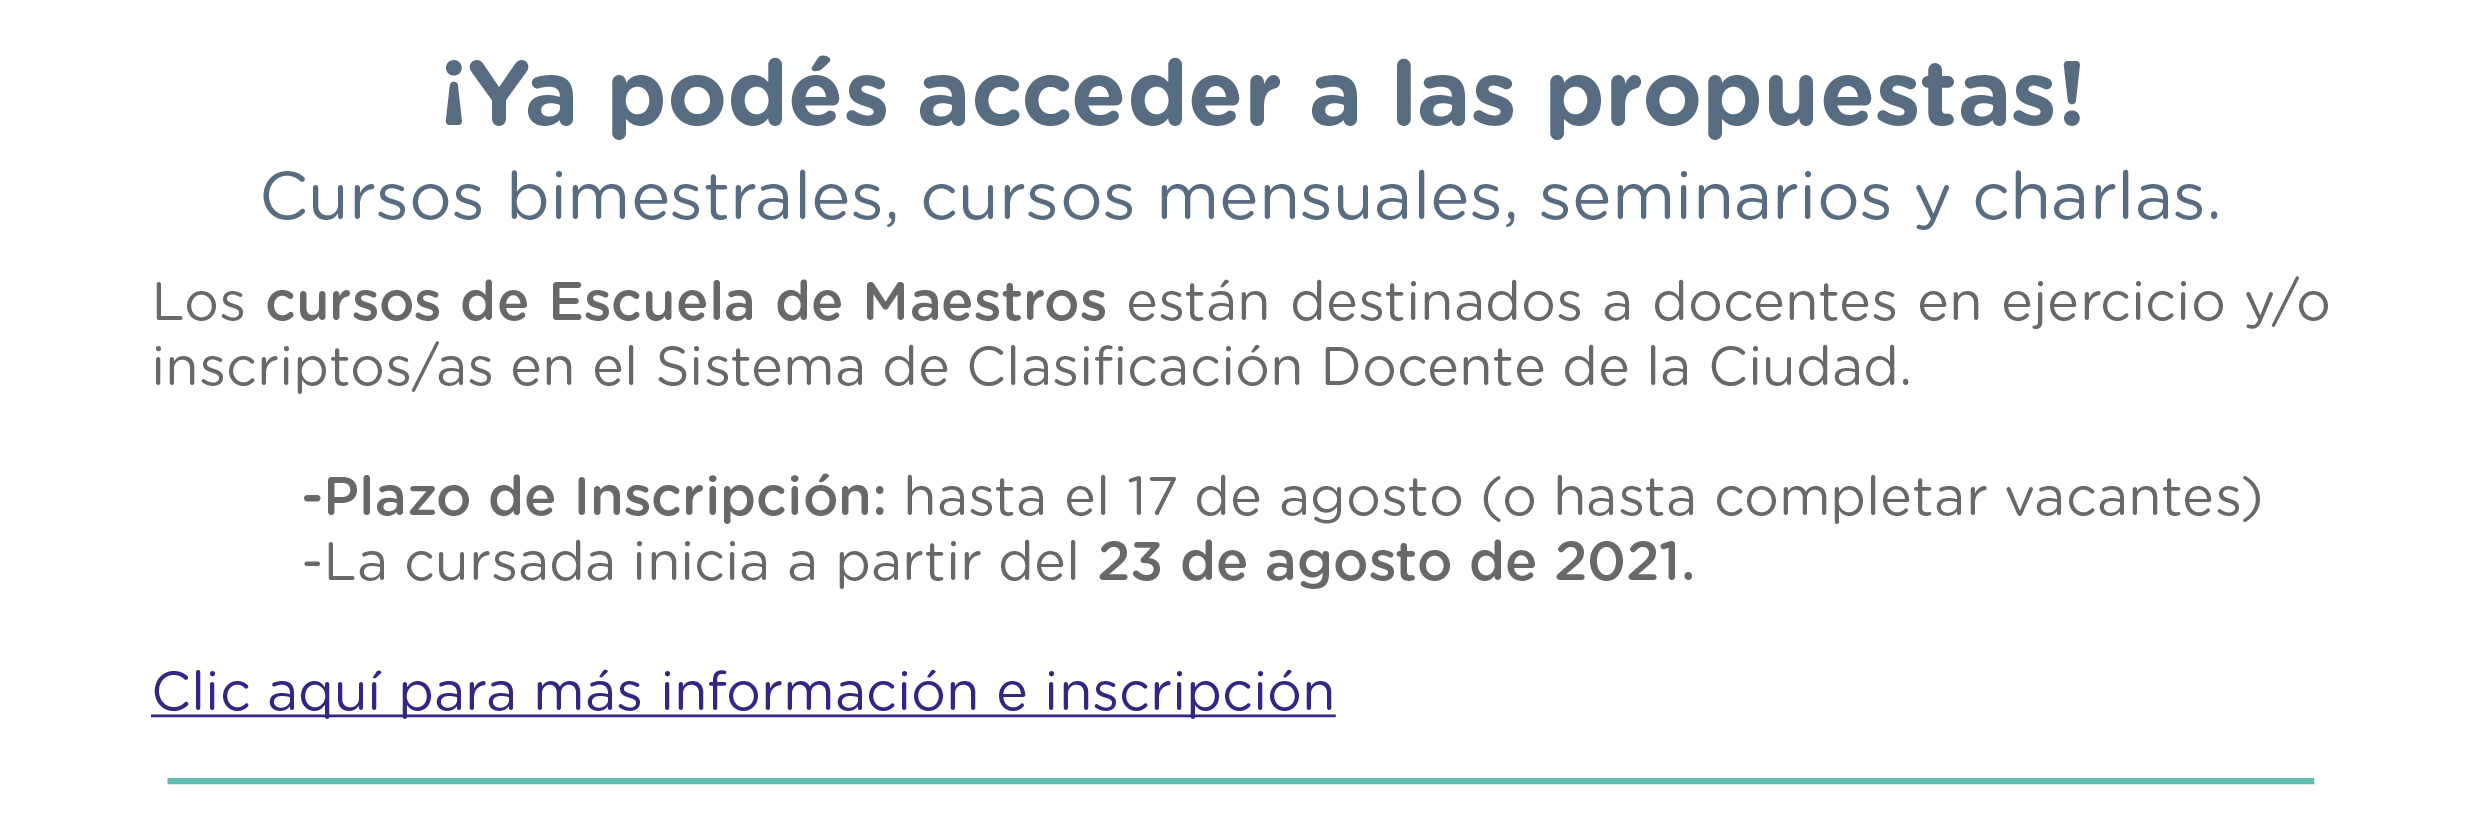 ¡Ya podés acceder a las propuestas!
Cursos bimestrales, cursos mensuales, seminarios y charlas.
Los cursos de Escuela de Maestros están destinados a docentes en ejercicio y/o
inscriptos/as en el Sistema de Clasificación Docente de la Ciudad.
-Plazo de Inscripción: hasta el 17 de agosto (o hasta completar vacantes)
-La cursada inicia a partir del 23 de agosto de 2021.
Clic aquí para más información e inscripción